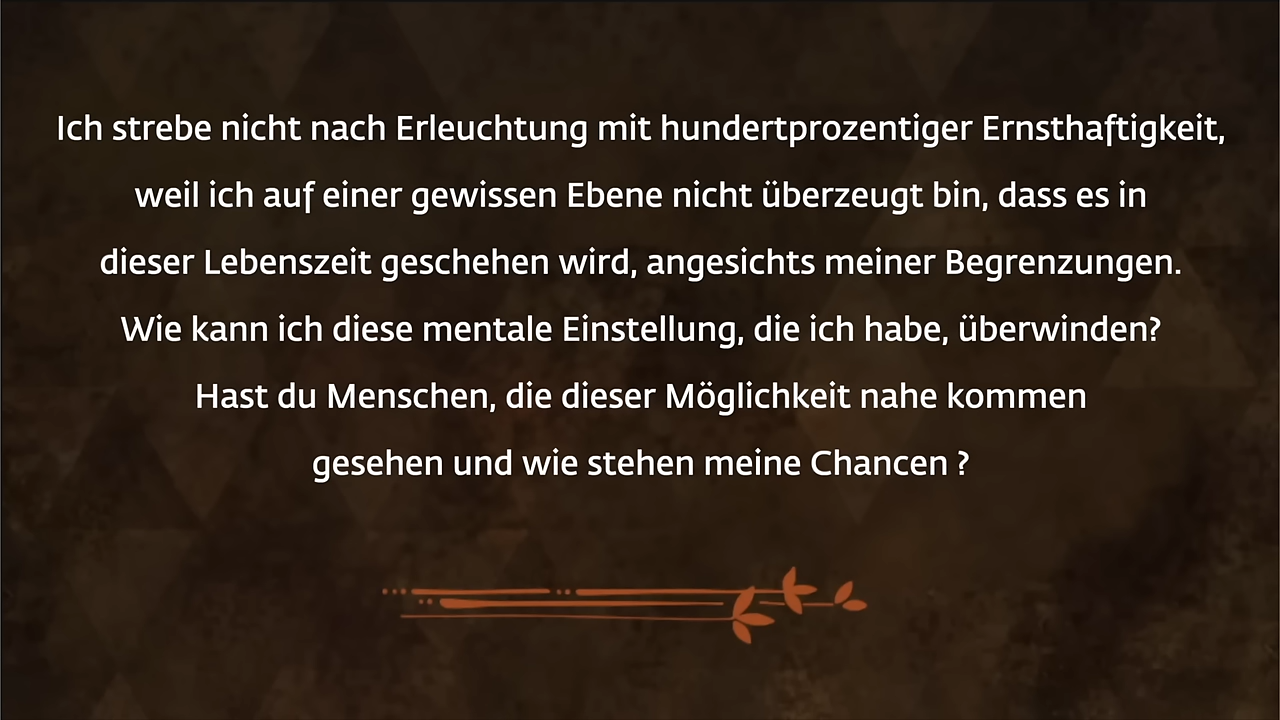 Ich strebe nicht nach Erleuchtung mit hundertprozentiger Ernsthaftigkeit,
weil ich auf einer gewissen Ebene nicht überzeugt bin, dass es in
dieser Lebenszeit geschehen wird, angesichts meiner Begrenzungen.
Wie kann ich diese mentale Einstellung, die ich habe, überwinden?
Hast du Menschen, die dieser Möglichkeit nahe kommen
gesehen und wie stehen meine Chancen ?